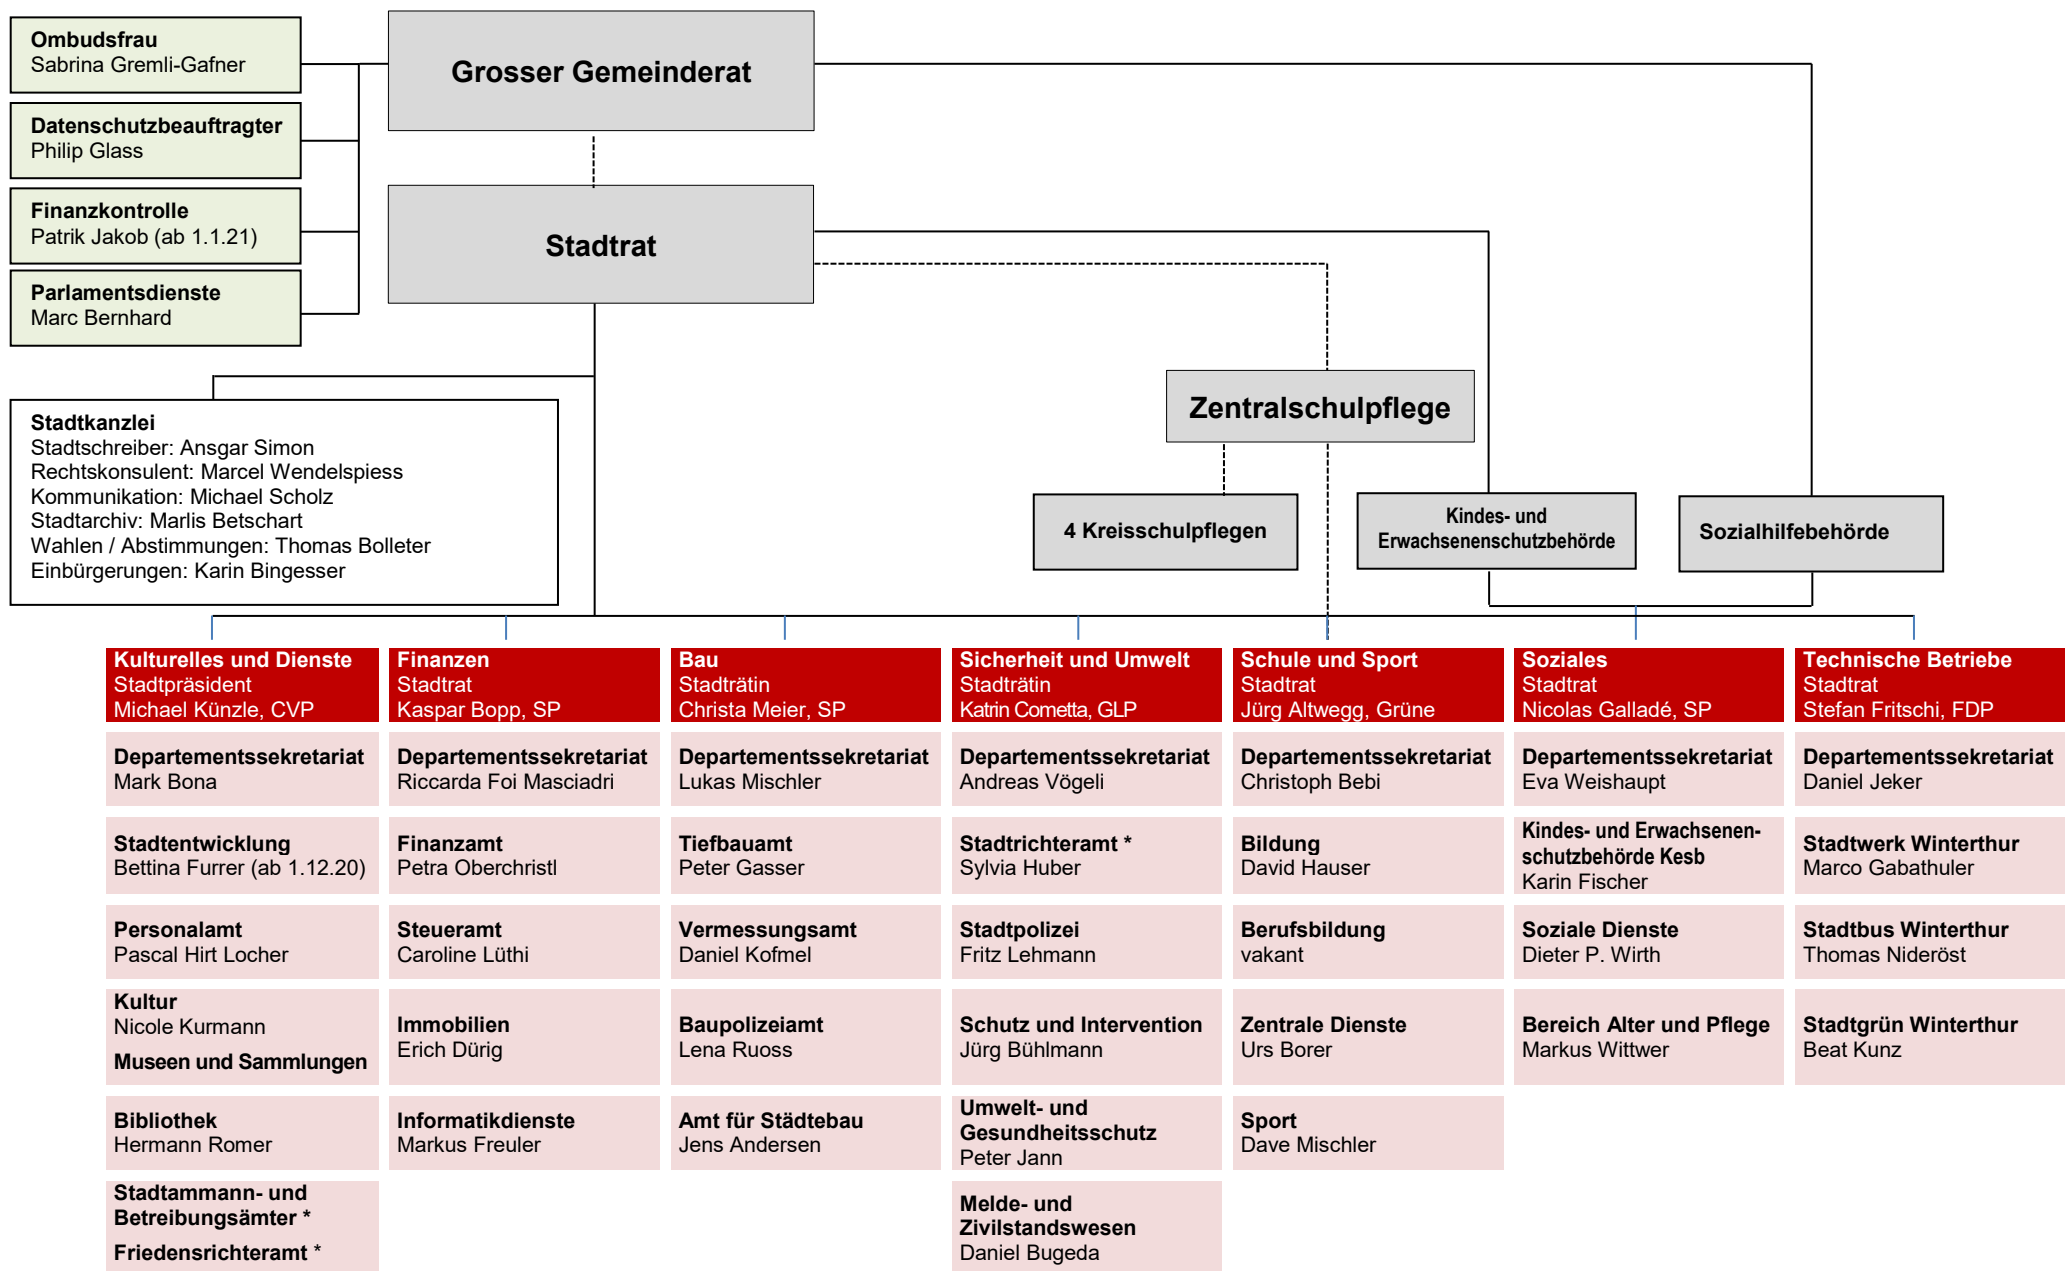 Ombudsfrau
Sabrina Gremli-Gafner
Datenschutzbeauftragter
Philip Glass
Finanzkontrolle
Patrik Jakob (ab 1.1.21)
Parlamentsdienste
Marc Bernhard
Grosser Gemeinderat
Stadtrat
Stadtkanzlei
Stadtschreiber: Ansgar Simon
Rechtskonsulent: Marcel Wendelspiess
Kommunikation: Michael Scholz
Stadtarchiv: Marlis Betschart
Wahlen / Abstimmungen: Thomas Bolleter
Einbürgerungen: Karin Bingesser
Zentralschulpflege
4 Kreisschulpflegen
Kindes- und
Erwachsenenschutzbehörde
Sozialhilfebehörde
Kulturelles und Dienste
Stadtpräsident
Michael Künzle, CVP
Departementssekretariat
Mark Bona
Stadtentwicklung
Bettina Furrer (ab 1.12.20)
Personalamt
Pascal Hirt Locher
Kultur
Nicole Kurmann
Museen und Sammlungen
Bibliothek
Hermann Romer
Stadtammann- und
Betreibungsämter *
Friedensrichteramt *
Finanzen
Stadtrat
Kaspar Bopp, SP
Departementssekretariat
Riccarda Foi Masciadri
Finanzamt
Petra Oberchristl
Steueramt
Caroline Lüthi
Immobilien
Erich Dürig
Informatikdienste
Markus Freuler
Bau
Stadträtin
Christa Meier, SP
Departementssekretariat
Lukas Mischler
Tiefbauamt
Peter Gasser
Vermessungsamt
Daniel Kofmel
Baupolizeiamt
Lena Ruoss
Amt für Städtebau
Jens Andersen
Sicherheit und Umwelt
Stadträtin
Katrin Cometta, GLP
Departementssekretariat
Andreas Vögeli
Stadtrichteramt *
Sylvia Huber
Stadtpolizei
Fritz Lehmann
Schutz und Intervention
Jürg Bühlmann
Umwelt- und
Gesundheitsschutz
Peter Jann
Melde- und
Zivilstandswesen
Daniel Bugeda
Schule und Sport
Stadtrat
Jürg Altwegg, Grüne
Departementssekretariat
Christoph Bebi
Bildung
David Hauser
Berufsbildung
vakant
Zentrale Dienste
Urs Borer
Sport
Dave Mischler
Soziales
Stadtrat
Nicolas Galladé, SP
Departementssekretariat
Eva Weishaupt
Kindes- und Erwachsenen-
schutzbehörde Kesb
Karin Fischer
Soziale Dienste
Dieter P. Wirth
Bereich Alter und Pflege
Markus Wittwer
Technische Betriebe
Stadtrat
Stefan Fritschi, FDP
Departementssekretariat
Daniel Jeker
Stadtwerk Winterthur
Marco Gabathuler
Stadtbus Winterthur
Thomas Nideröst
Stadtgrün Winterthur
Beat Kunz